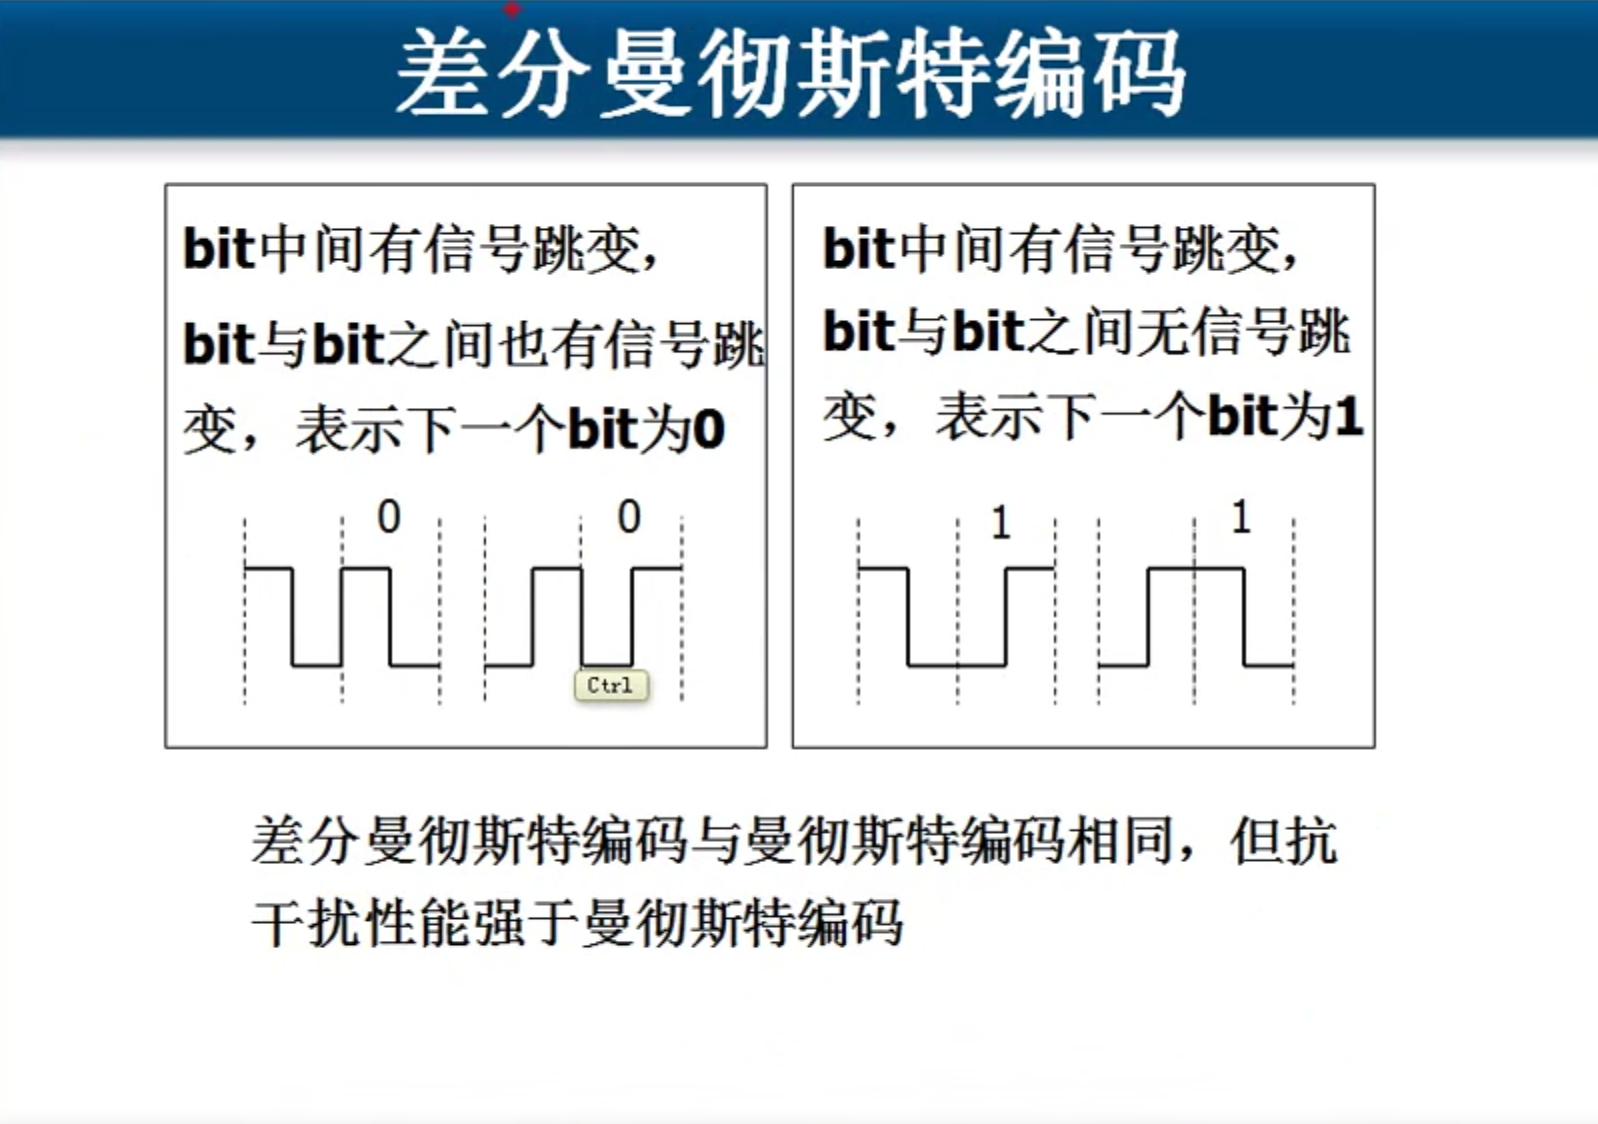 差分曼彻斯特编码
bit中间有信号跳变，
bit与bit之间也有信号跳
变，表示下一个bit为0
0
0
Ctrl
bit中间有信号跳变，
bit与bit之间无信号跳
变，表示下一个bit为1
1
1
差分曼彻斯特编码与曼彻斯特编码相同，但抗
干扰性能强于曼彻斯特编码